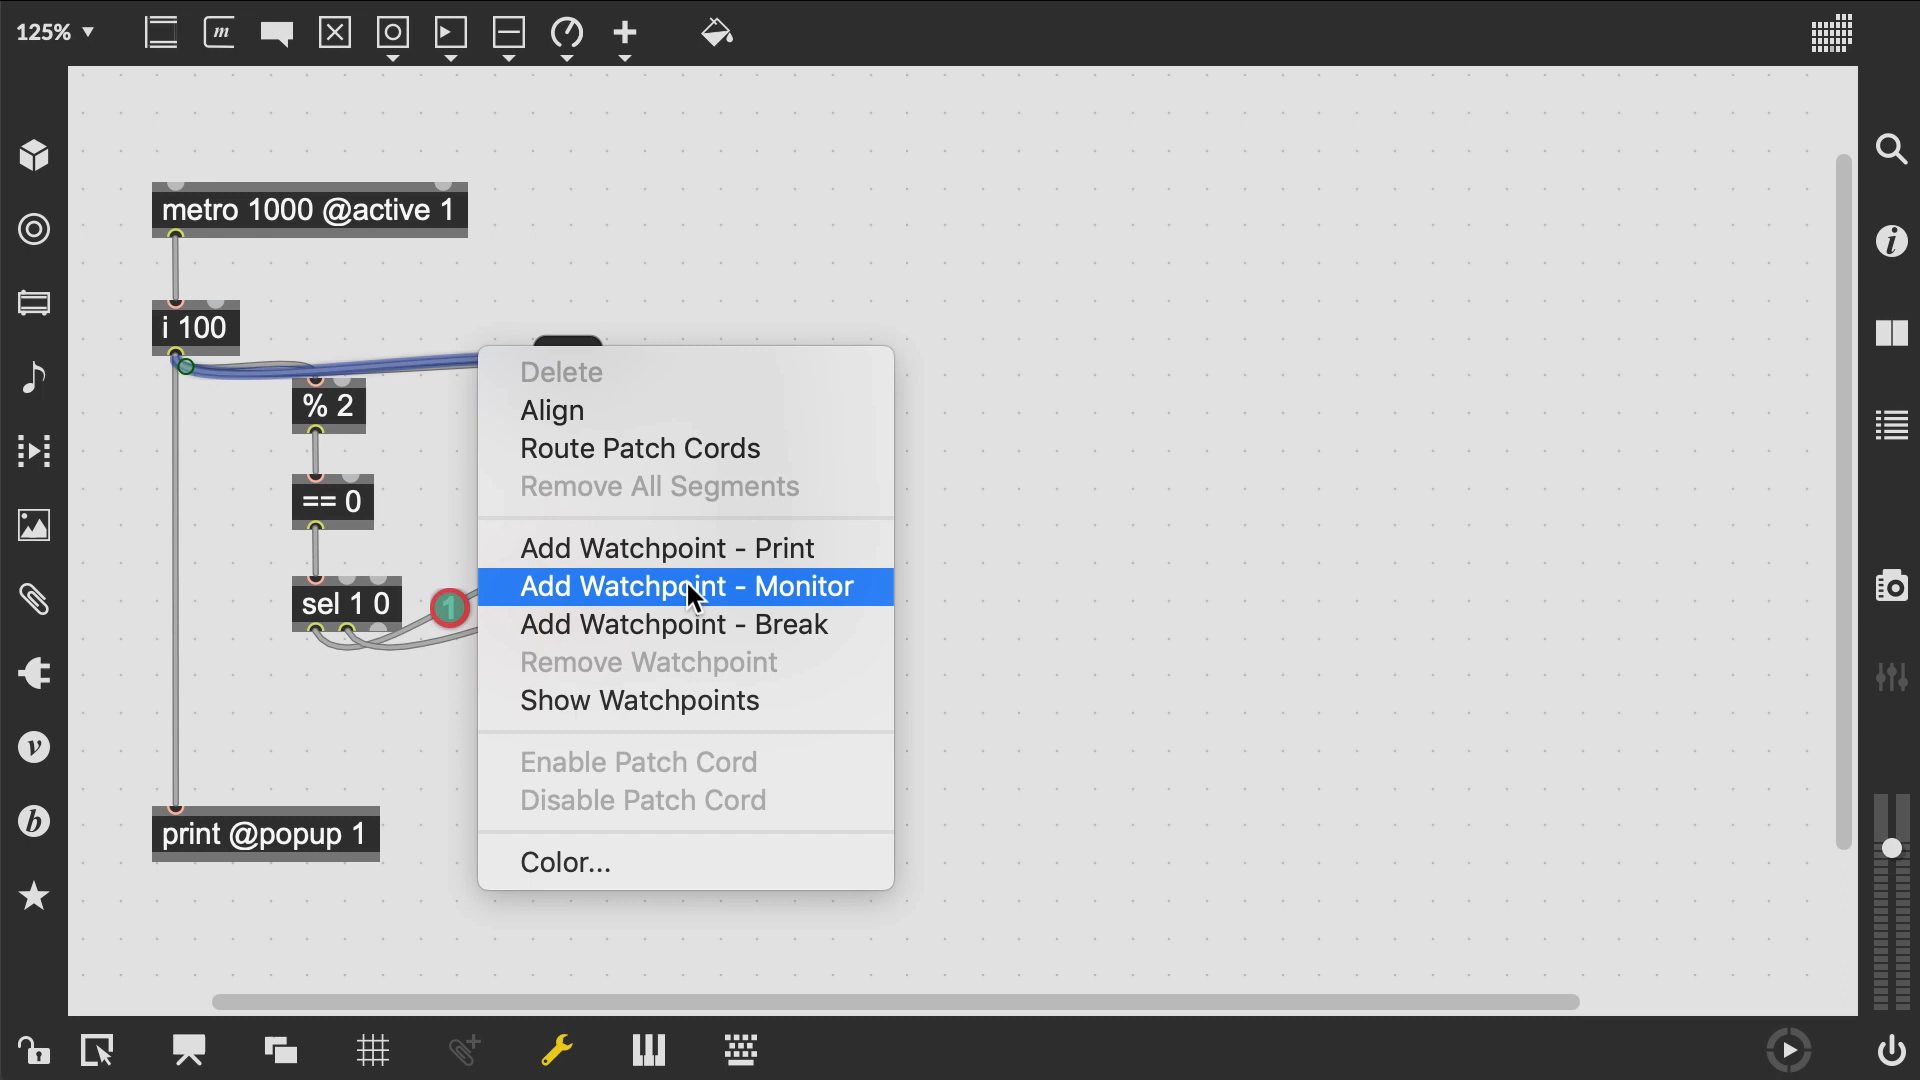 125%
m
metro 1000 @active 1
i
i 100
Delete
% 2
Align
Route Patch Cords
Remove All Segments
== 0
Add Watchpoint - Print
Add Watchpoint - Monitor
sel 1 0
1
Add Watchpoint - Break
Remove Watchpoint
Show Watchpoints
v
Enable Patch Cord
Disable Patch Cord
b
print @popup 1
Color...